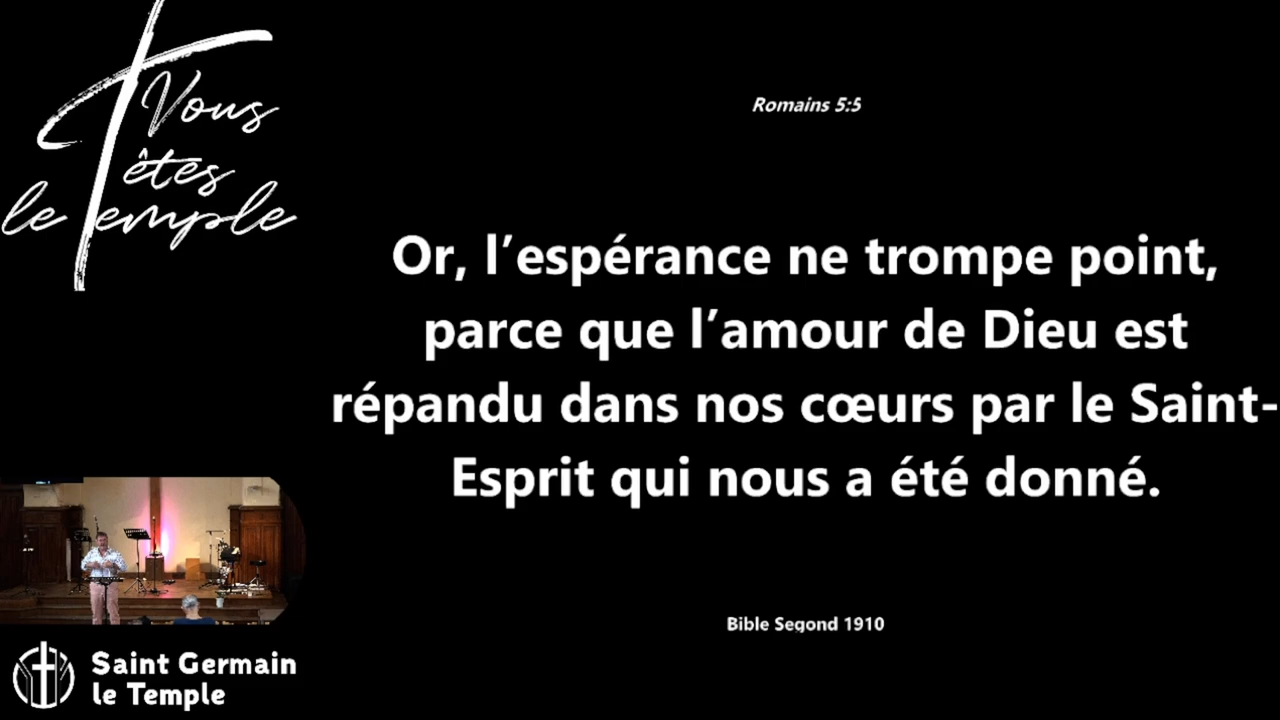 Vous
êtes
le Temple
Romains 5:5
Or, l’espérance ne trompe point,
parce que l’amour de Dieu est
répandu dans nos cœurs par le Saint-
Esprit qui nous a été donné.
Bible Segond 1910
Saint Germain
le Temple